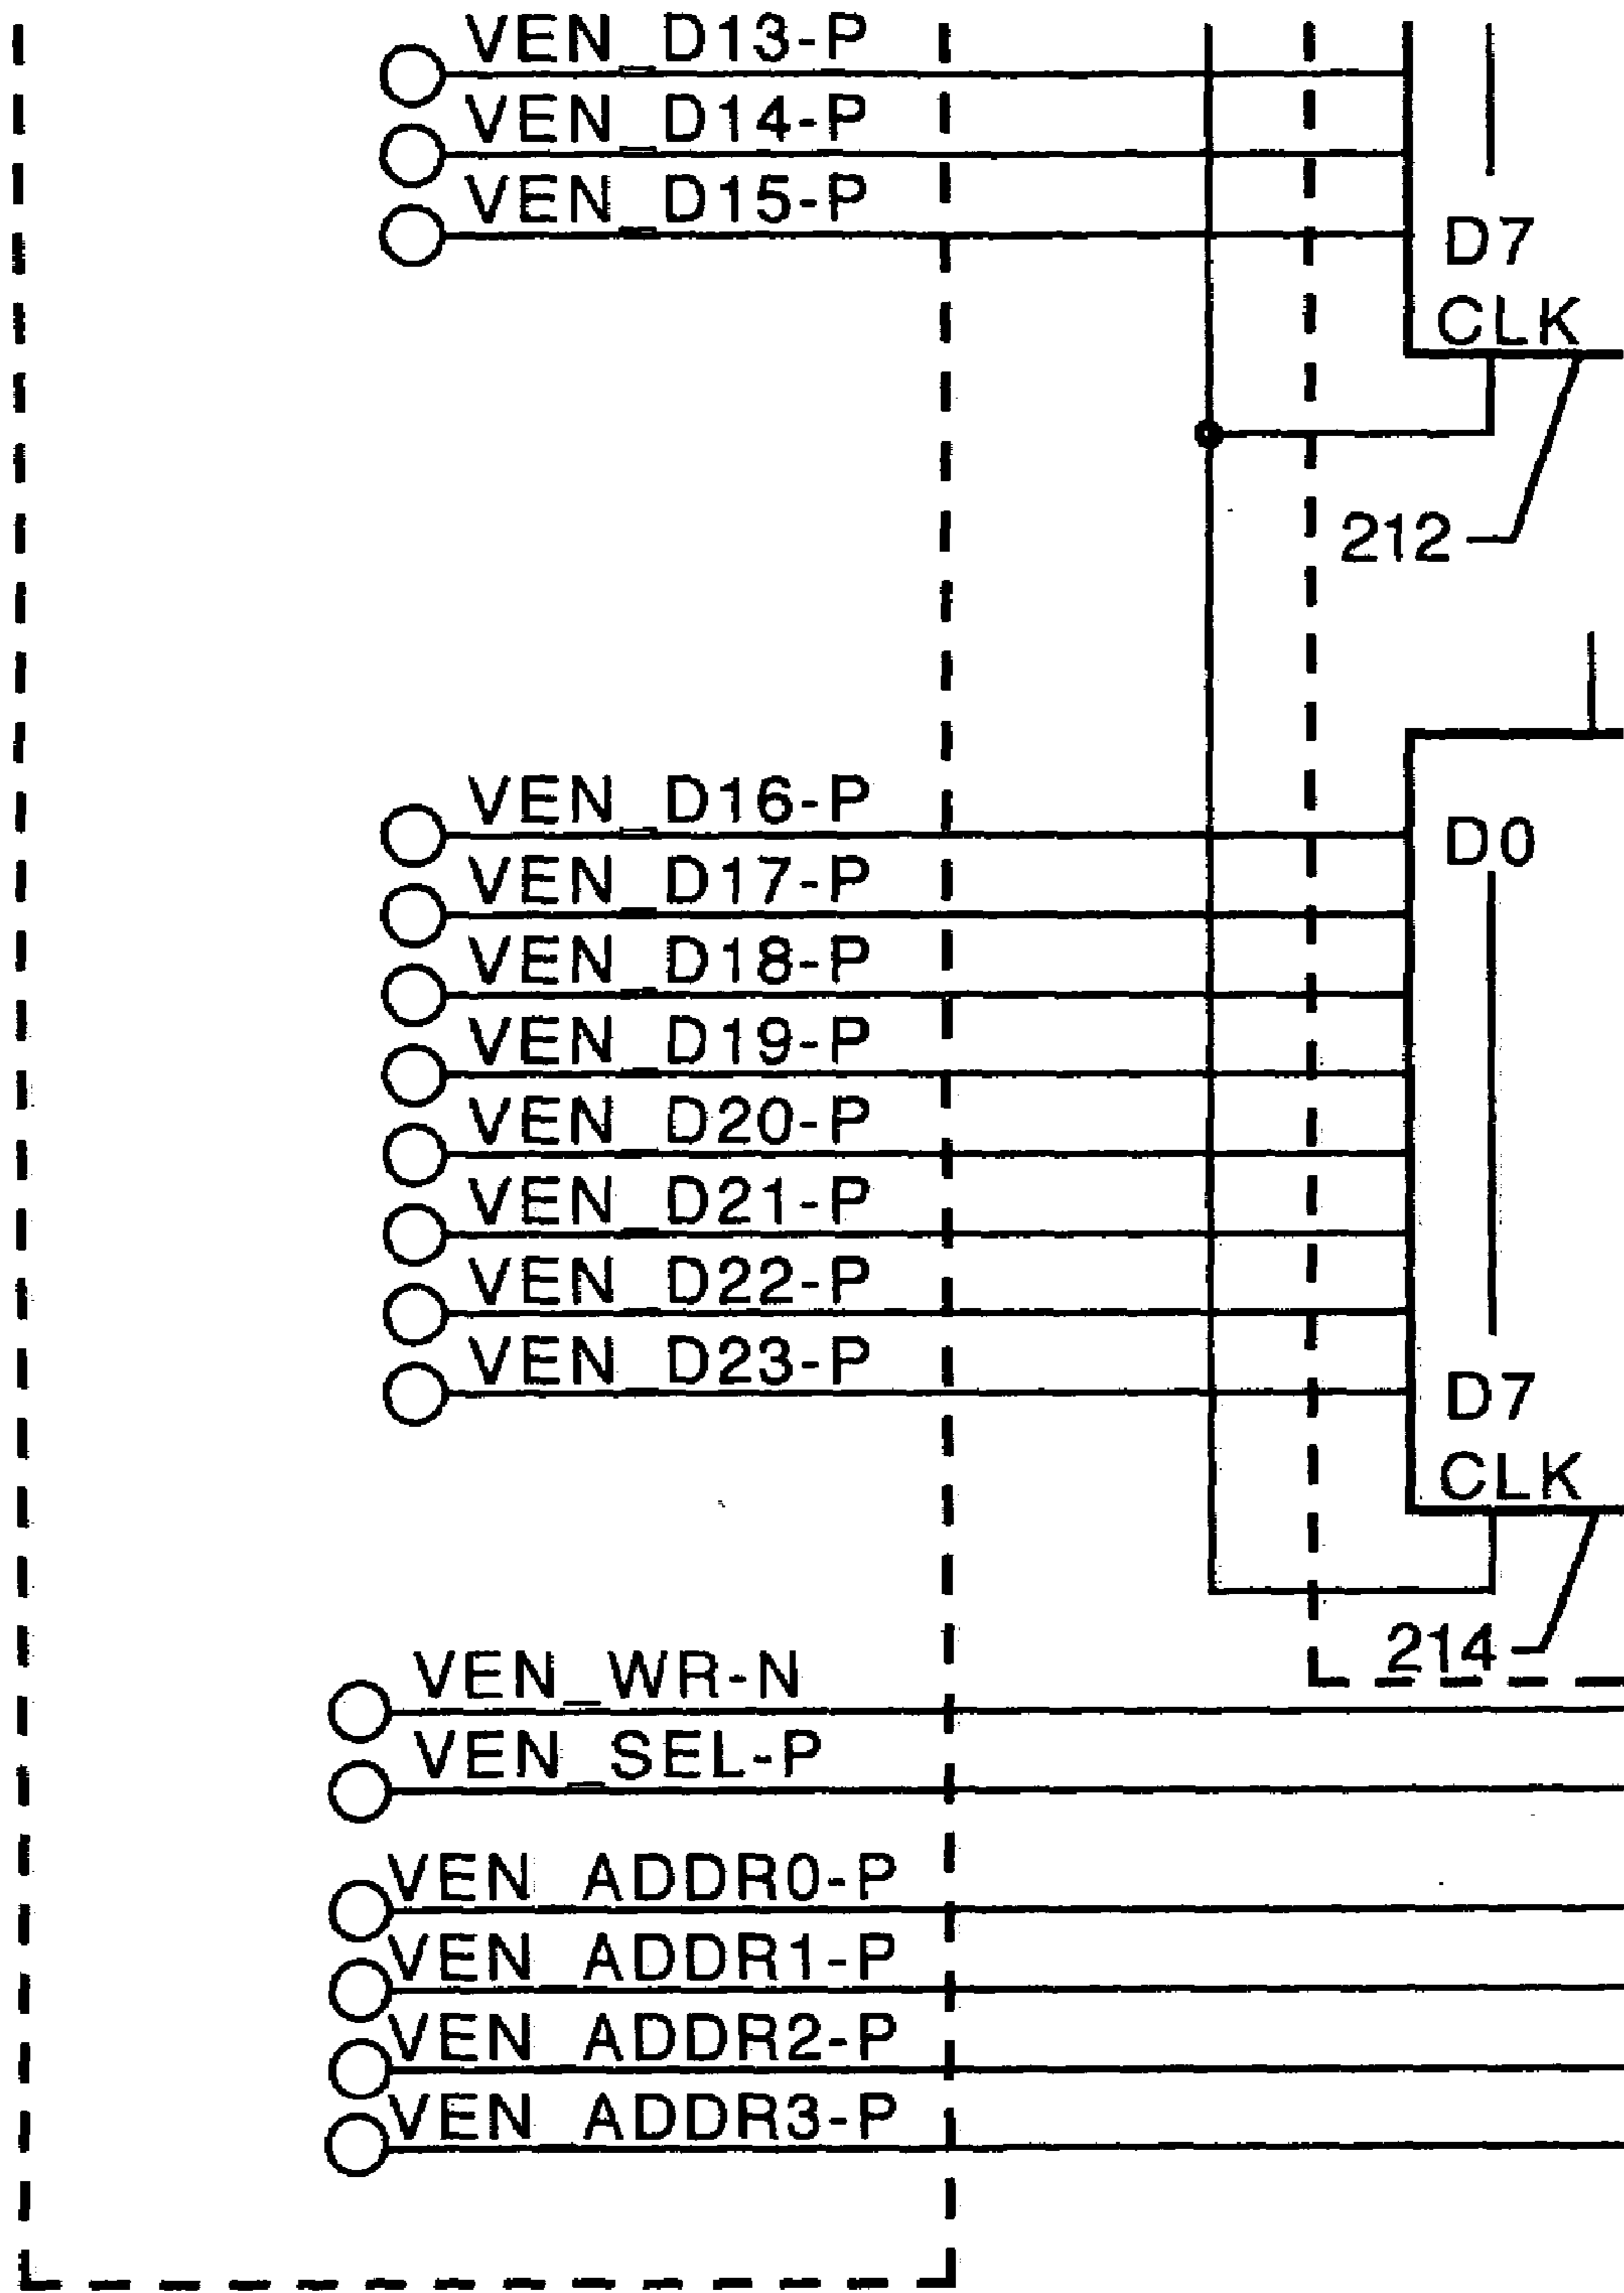 VEN_D13-P
VEN_D14-P
VEN_D15-P
D7
CLK
212
VEN_D16-P
D0
VEN_D17-P
VEN_D18-P
VEN_D19-P
VEN_D20-P
VEN_D21-P
VEN_D22-P
VEN_D23-P
D7
CLK
214
VEN_WR-N
VEN_SEL-P
VEN_ADDR0-P
VEN_ADDR1-P
VEN_ADDR2-P
VEN_ADDR3-P